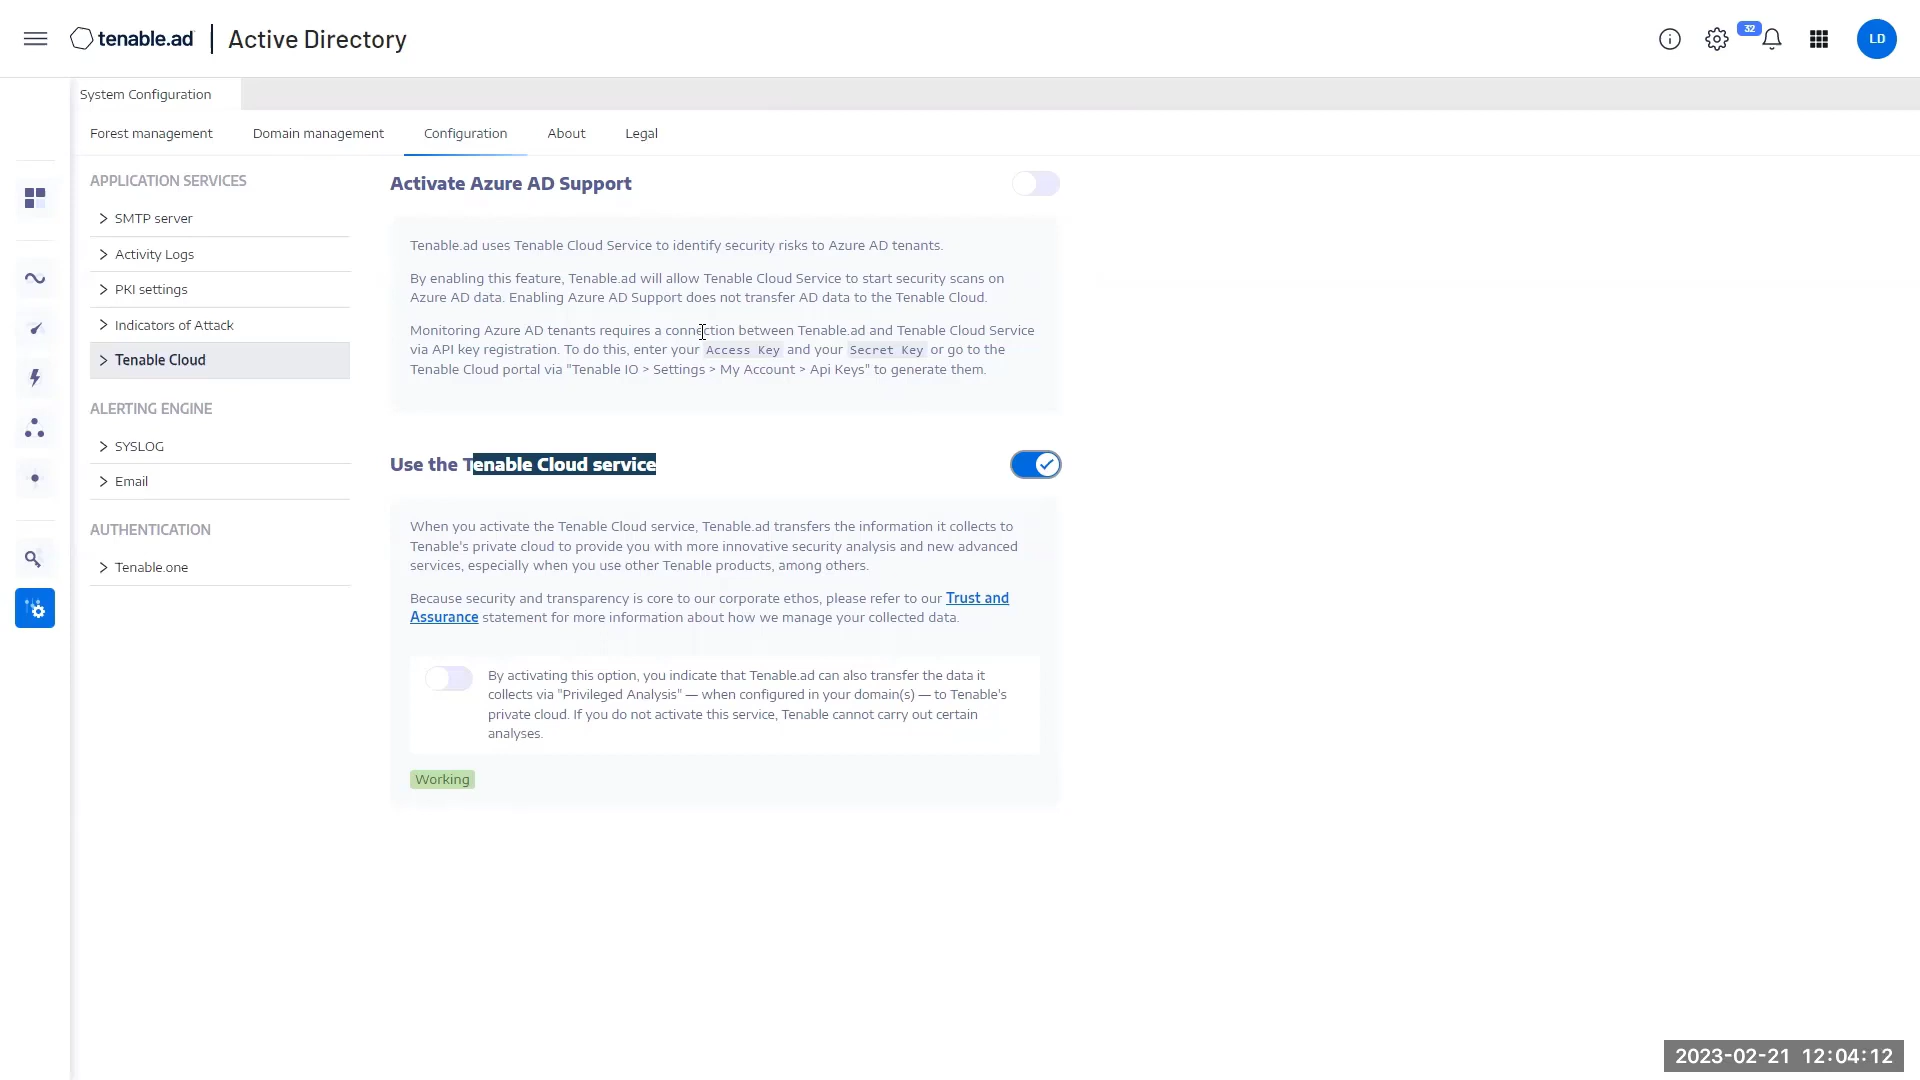 tenable.ad
Active Directory
32
LD
System Configuration
Forest management
Domain management
Configuration
About
Legal
APPLICATION SERVICES
SMTP server
Activity Logs
PKI settings
Indicators of Attack
Tenable Cloud
ALERTING ENGINE
SYSLOG
Email
AUTHENTICATION
Tenable.one
Activate Azure AD Support
Tenable.ad uses Tenable Cloud Service to identify security risks to Azure AD tenants.
By enabling this feature, Tenable.ad will allow Tenable Cloud Service to start security scans on
Azure AD data. Enabling Azure AD Support does not transfer AD data to the Tenable Cloud.
Monitoring Azure AD tenants requires a connection between Tenable.ad and Tenable Cloud Service
via API key registration. To do this, enter your Access Key and your Secret Key or go to the
Tenable Cloud portal via "Tenable IO > Settings > My Account > Api Keys" to generate them.
Use the Tenable Cloud service
When you activate the Tenable Cloud service, Tenable.ad transfers the information it collects to
Tenable's private cloud to provide you with more innovative security analysis and new advanced
services, especially when you use other Tenable products, among others.
Because security and transparency is core to our corporate ethos, please refer to our Trust and
Assurance statement for more information about how we manage your collected data.
By activating this option, you indicate that Tenable.ad can also transfer the data it
collects via "Privileged Analysis" — when configured in your domain(s) — to Tenable's
private cloud. If you do not activate this service, Tenable cannot carry out certain
analyses.
Working
2023-02-21 12:04:12